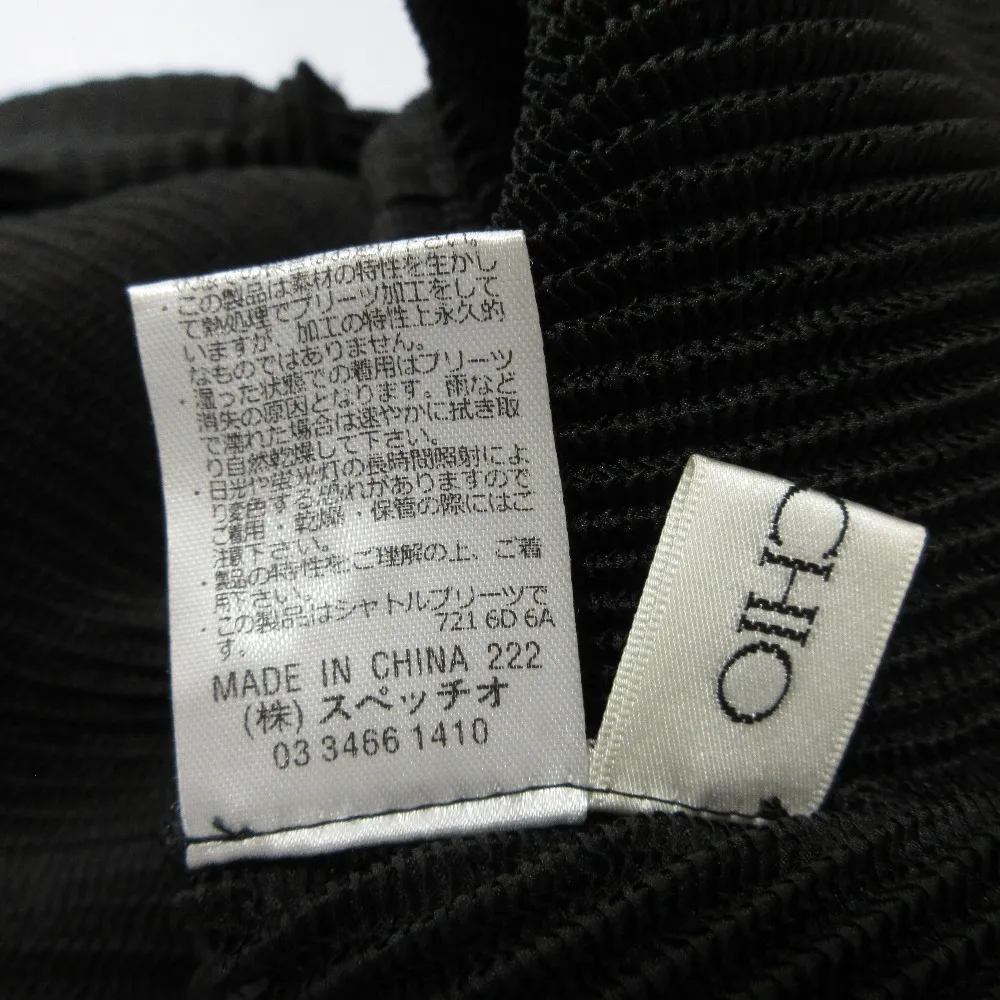 ・この製品は素材の特性を生かし
て熱処理でプリーツ加工をして
いますが、加工の特性上永久的
なものではありません。
・湿った状態での着用はプリーツ
消失の原因となります。雨など
で濡れた場合は速やかに拭き取
り自然乾燥して下さい。
・日光や蛍光灯の長時間照射によ
り変色する恐れがありますので
ご着用・乾燥・保管の際にはご
注意下さい。
・製品の特性をご理解の上、ご着
用下さい。
・この製品はシャトルプリーツで
す。
721 6D 6A
MADE IN CHINA 222
(株) スペッチオ
03 3466 1410
CHIO